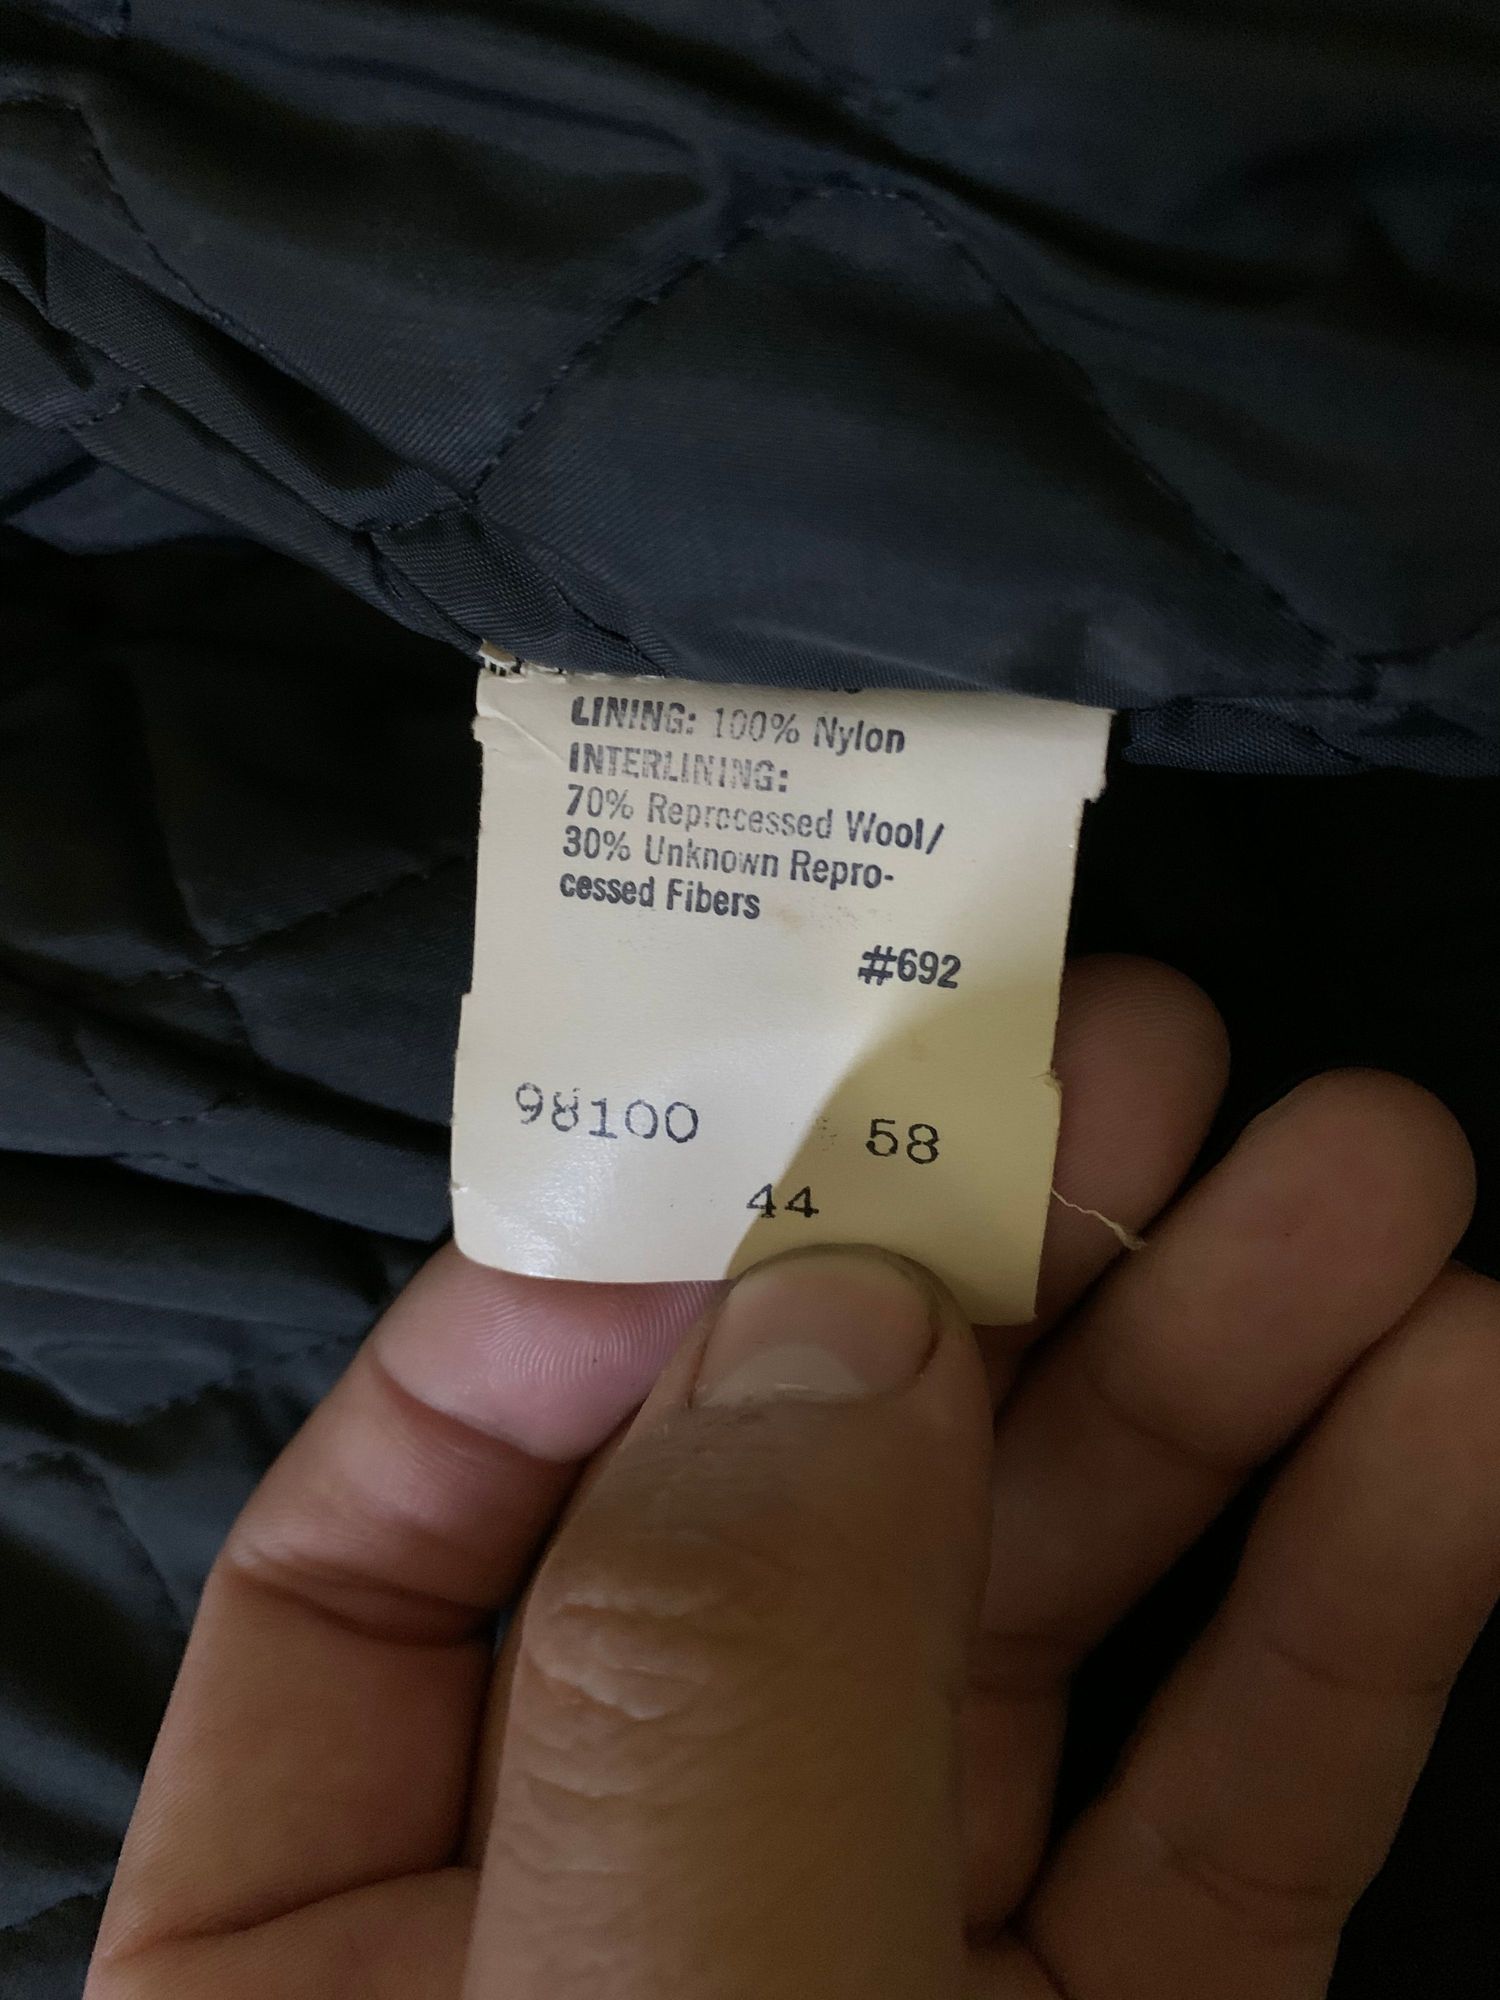 LINING: 100% Nylon
INTERLINING:
70% Reprocessed Wool/
30% Unknown Repro-
cessed Fibers
#692
98100 58
44